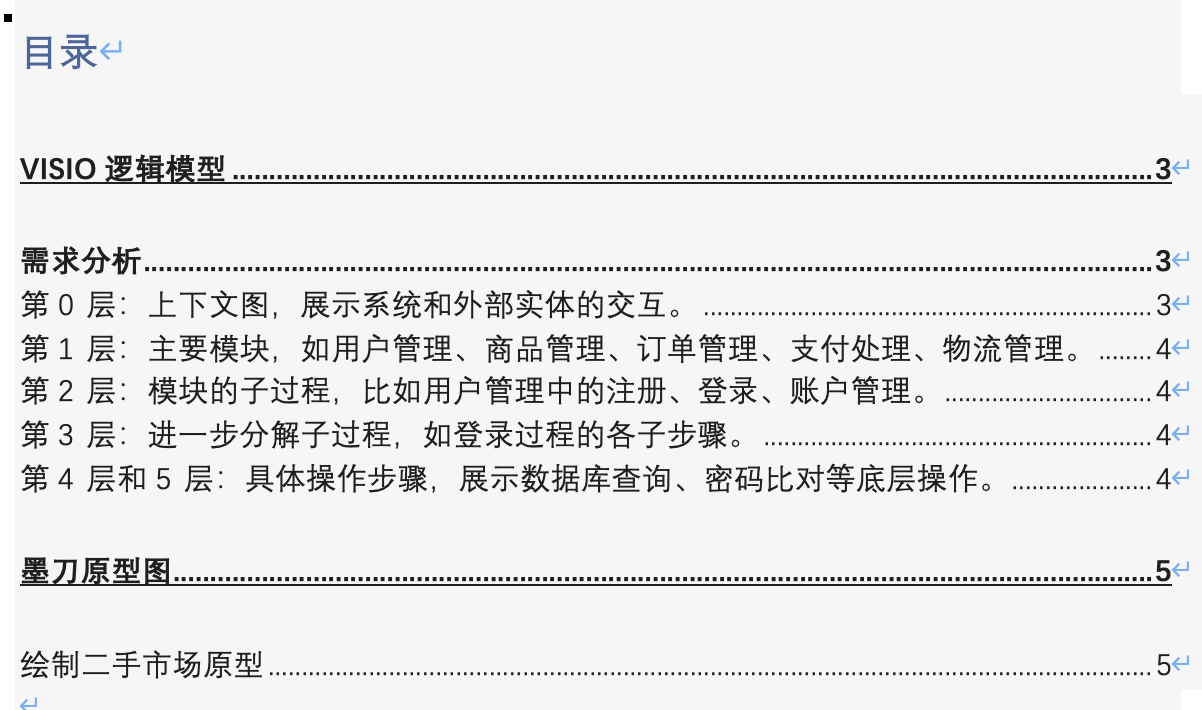 目录
VISIO 逻辑模型 ........ 3
需求分析........ 3
第 0 层：上下文图，展示系统和外部实体的交互。 ........ 3
第 1 层：主要模块，如用户管理、商品管理、订单管理、支付处理、物流管理。 ........ 4
第 2 层：模块的子过程，比如用户管理中的注册、登录、账户管理。 ........ 4
第 3 层：进一步分解子过程，如登录过程的各子步骤。 ........ 4
第 4 层和 5 层：具体操作步骤，展示数据库查询、密码比对等底层操作。 ........ 4
墨刀原型图........ 5
绘制二手市场原型 ........ 5